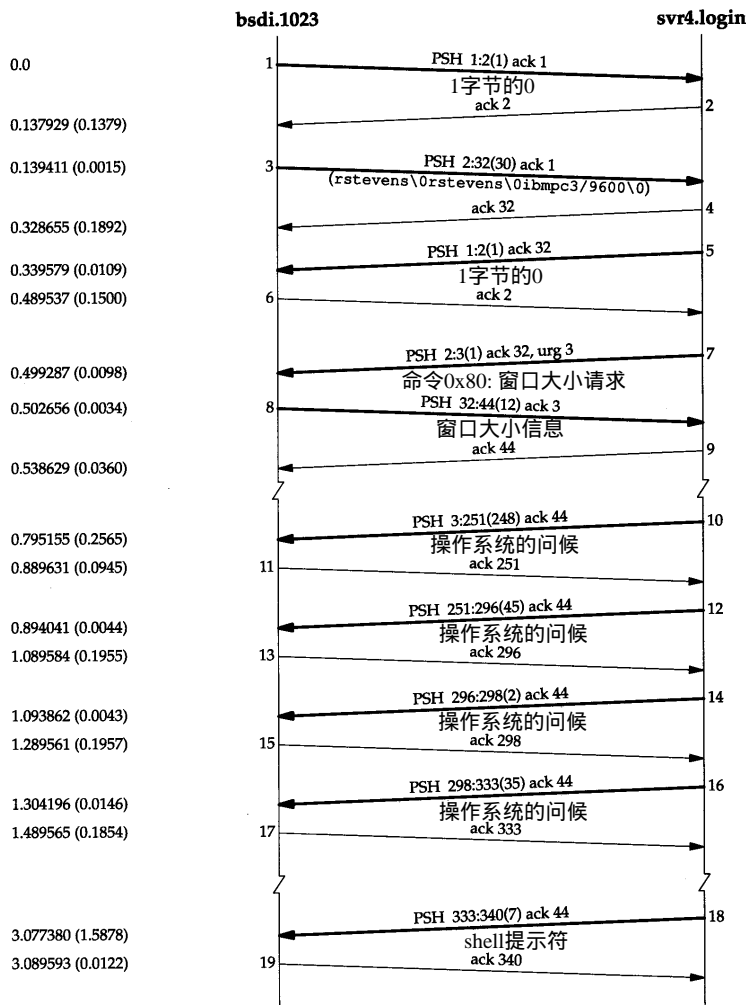 bsdi.1023 svr4.login
0.0 1 PSH 1:2(1) ack 1
1字节的0
ack 2 2
0.137929 (0.1379)
0.139411 (0.0015) 3 PSH 2:32(30) ack 1
(rstevens\0rstevens\0ibmpc3/9600\0)
ack 32 4
0.328655 (0.1892)
PSH 1:2(1) ack 32 5
0.339579 (0.0109) 1字节的0
0.489537 (0.1500) 6 ack 2
PSH 2:3(1) ack 32, urg 3 7
0.499287 (0.0098) 命令0x80: 窗口大小请求
0.502656 (0.0034) 8 PSH 32:44(12) ack 3
窗口大小信息
ack 44 9
0.538629 (0.0360)
PSH 3:251(248) ack 44 10
0.795155 (0.2565) 操作系统的问候
0.889631 (0.0945) 11 ack 251
PSH 251:296(45) ack 44 12
0.894041 (0.0044) 操作系统的问候
1.089584 (0.1955) 13 ack 296
PSH 296:298(2) ack 44 14
1.093862 (0.0043) 操作系统的问候
1.289561 (0.1957) 15 ack 298
PSH 298:333(35) ack 44 16
1.304196 (0.0146) 操作系统的问候
1.489565 (0.1854) 17 ack 333
PSH 333:340(7) ack 44 18
3.077380 (1.5878) shell提示符
3.089593 (0.0122) 19 ack 340